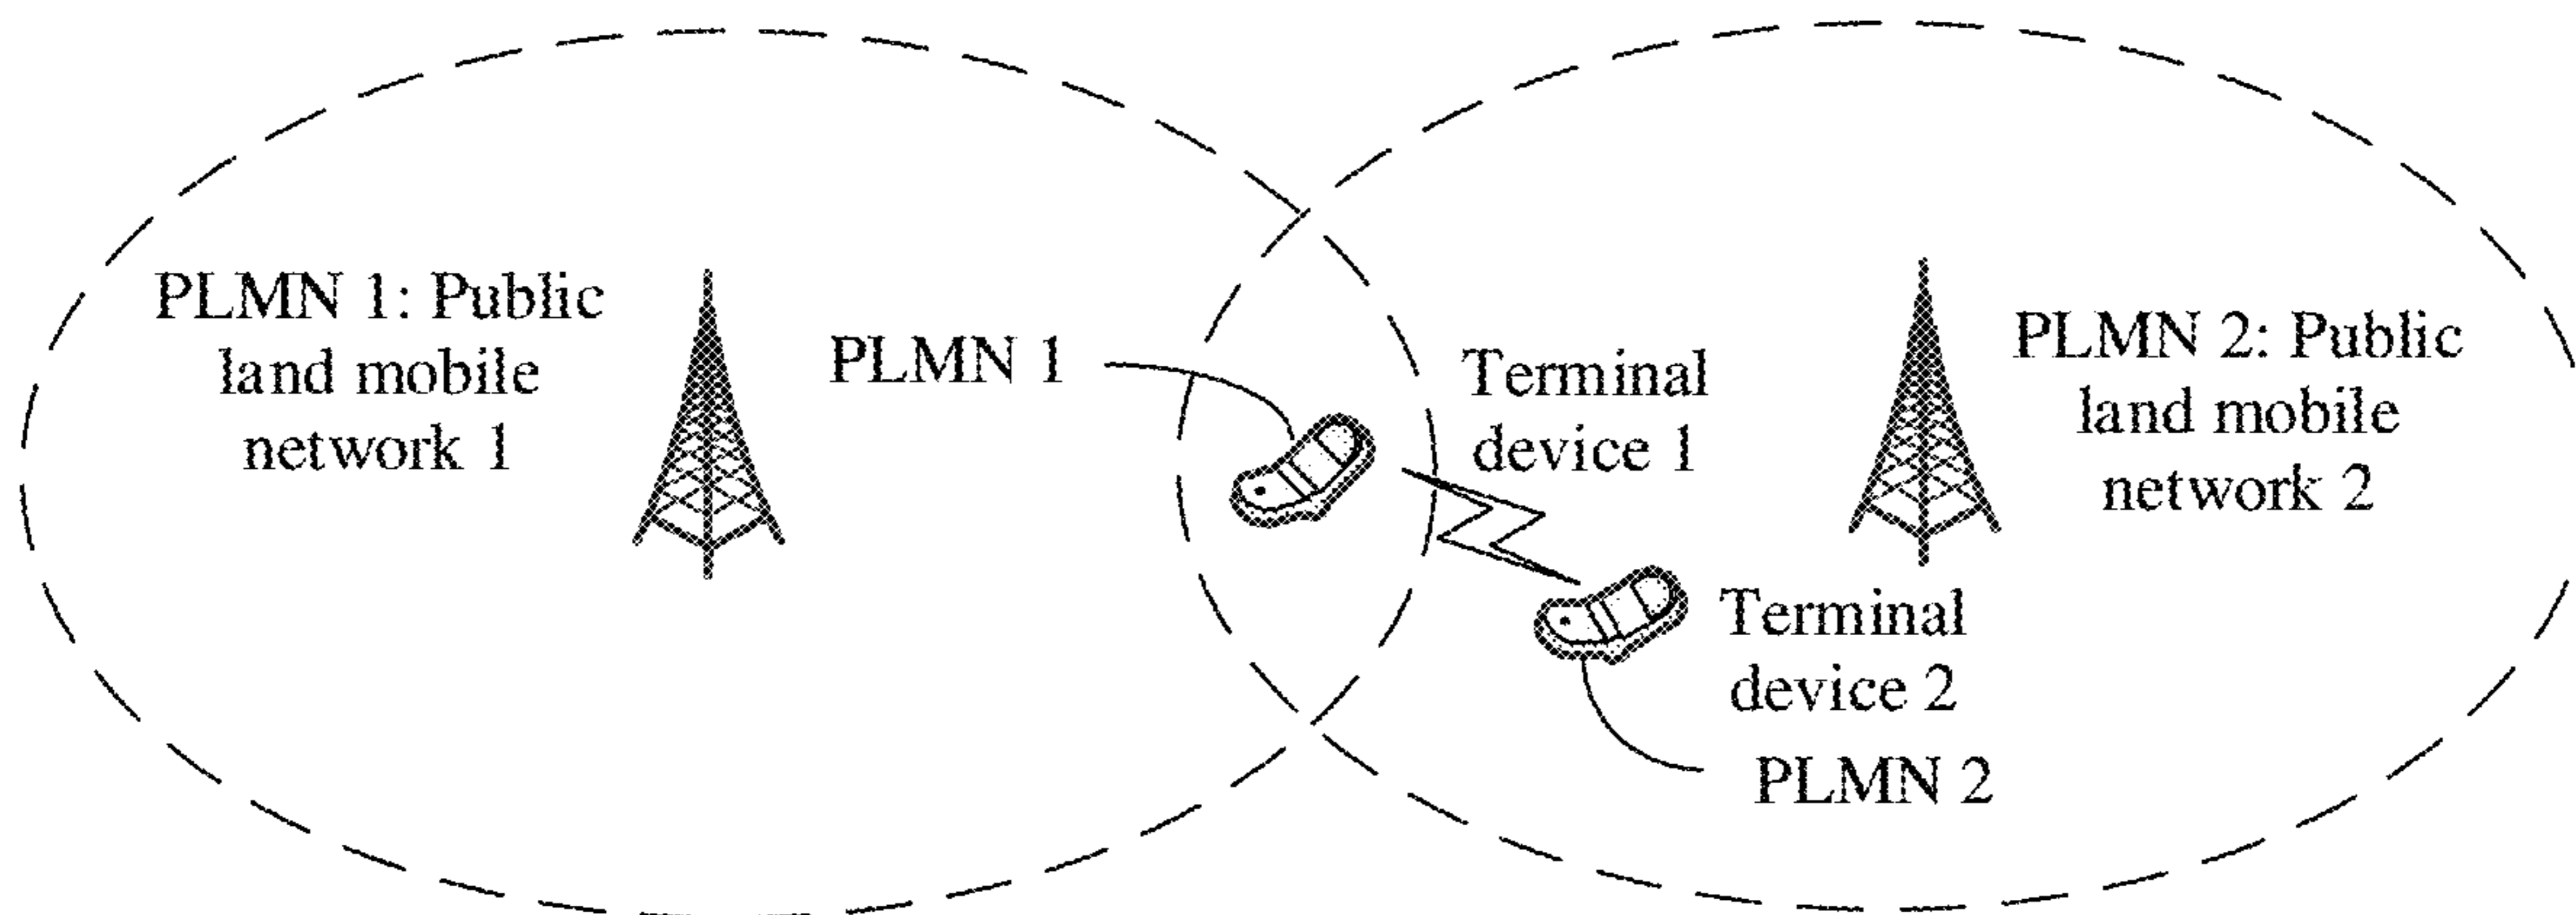 PLMN 1: Public
land mobile
network 1
PLMN 1
Terminal
device 1
PLMN 2: Public
land mobile
network 2
Terminal
device 2
PLMN 2